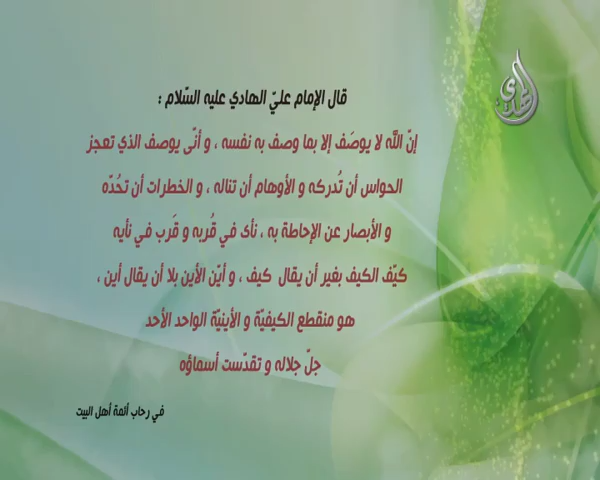 قال الإمام عليّ الهادي عليه السّلام :
إنّ اللّه لا يوصَف إلا بما وصف به نفسه ، و أنّى يوصف الذي تعجز
الحواس أن تُدركه و الأوهام أن تناله ، و الخطرات أن تحُدّه
و الأبصار عن الإحاطة به ، نأى في قُربه و قَرب في نأيه
كيّف الكيف بغير أن يقال كيف ، و أيّن الأين بلا أن يقال أين ،
هو منقطع الكيفيّة و الأينيّة الواحد الأحد
جلّ جلاله و تقدّست أسماؤه
في رحاب أئمة أهل البيت
الهادي